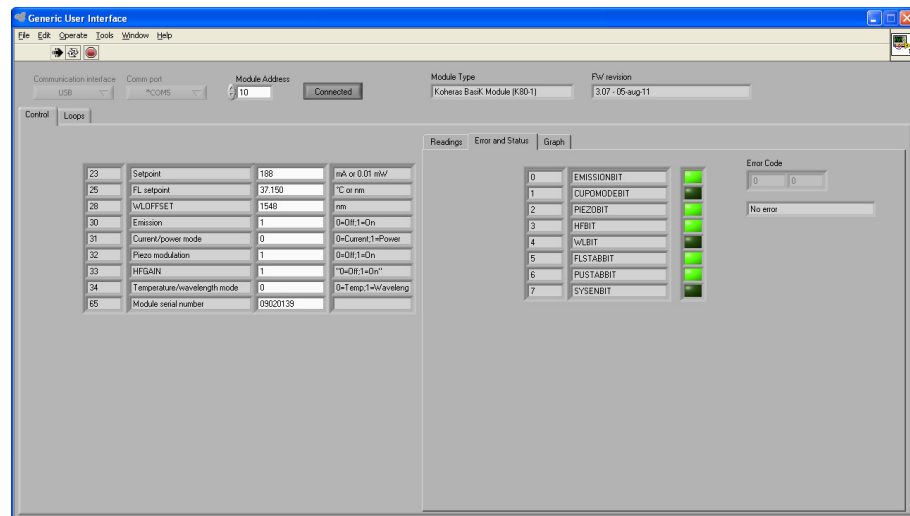 Generic User Interface
File Edit Operate Tools Window Help
Communication interface Comm port Module Address Module Type FW revision
USB ^COM5 10 Connected Koheras BasiK Module (K80-1) 3.07 - 05-aug-11
Control Loops
Readings Error and Status Graph
23 Setpoint 188 mA or 0.01 mW
25 FL setpoint 37.150 °C or nm
28 WLOFFSET 1548 nm
30 Emission 1 0=Off;1=On
31 Current/power mode 0 0=Current;1=Power
32 Piezo modulation 1 0=Off;1=On
33 HFGAIN 1 "0=Off;1=On"
34 Temperature/wavelength mode 0 0=Temp;1=Waveleng
65 Module serial number 09020139
0 EMISSIONBIT
1 CUPOMODEBIT
2 PIEZOBIT
3 HFBIT
4 WLBIT
5 FLSTABBIT
6 PUSTABBIT
7 SYSENBIT
Error Code
0 0
No error